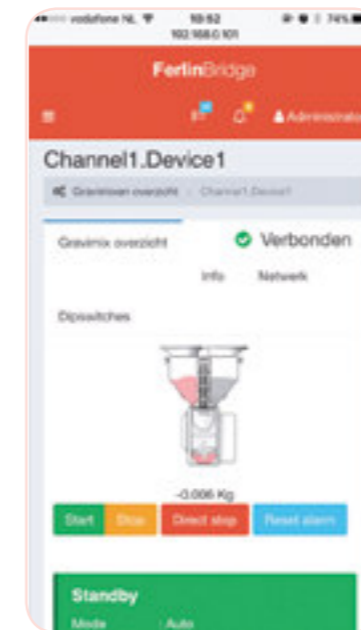 vodafone NL 10:52 74%
192.168.0.101
FerlinBridge
Administrator
Channel1.Device1
Gravimixen overzicht Channel1.Device1
Gravimix overzicht Verbonden
Info Netwerk
Dipswitches
-0.006 Kg
Start Stop Direct stop Reset alarm
Standby
Mode : Auto